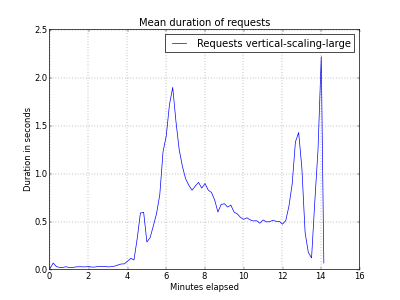 Mean duration of requests
Requests vertical-scaling-large
2.5
2.0
1.5
1.0
0.5
0.0
Duration in seconds
0 2 4 6 8 10 12 14 16
Minutes elapsed